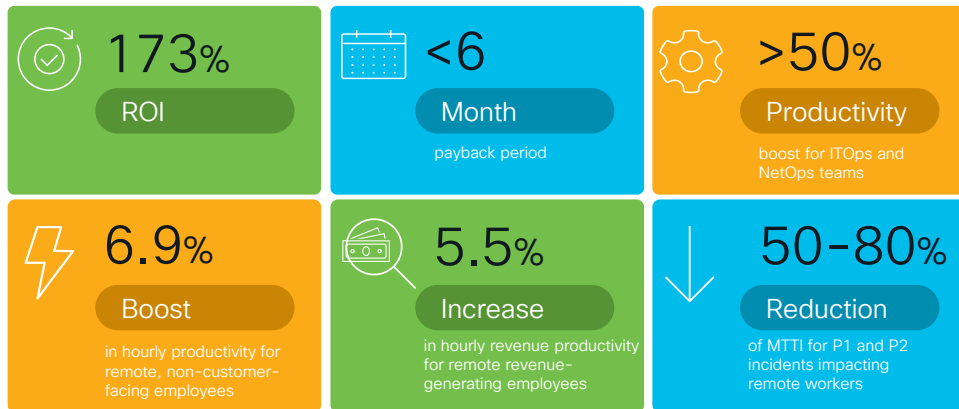 173%
ROI
<6
Month
payback period
>50%
Productivity
boost for ITOps and
NetOps teams
6.9%
Boost
in hourly productivity for
remote, non-customer-
facing employees
5.5%
Increase
in hourly revenue productivity
for remote revenue-
generating employees
50-80%
Reduction
of MTTI for P1 and P2
incidents impacting
remote workers